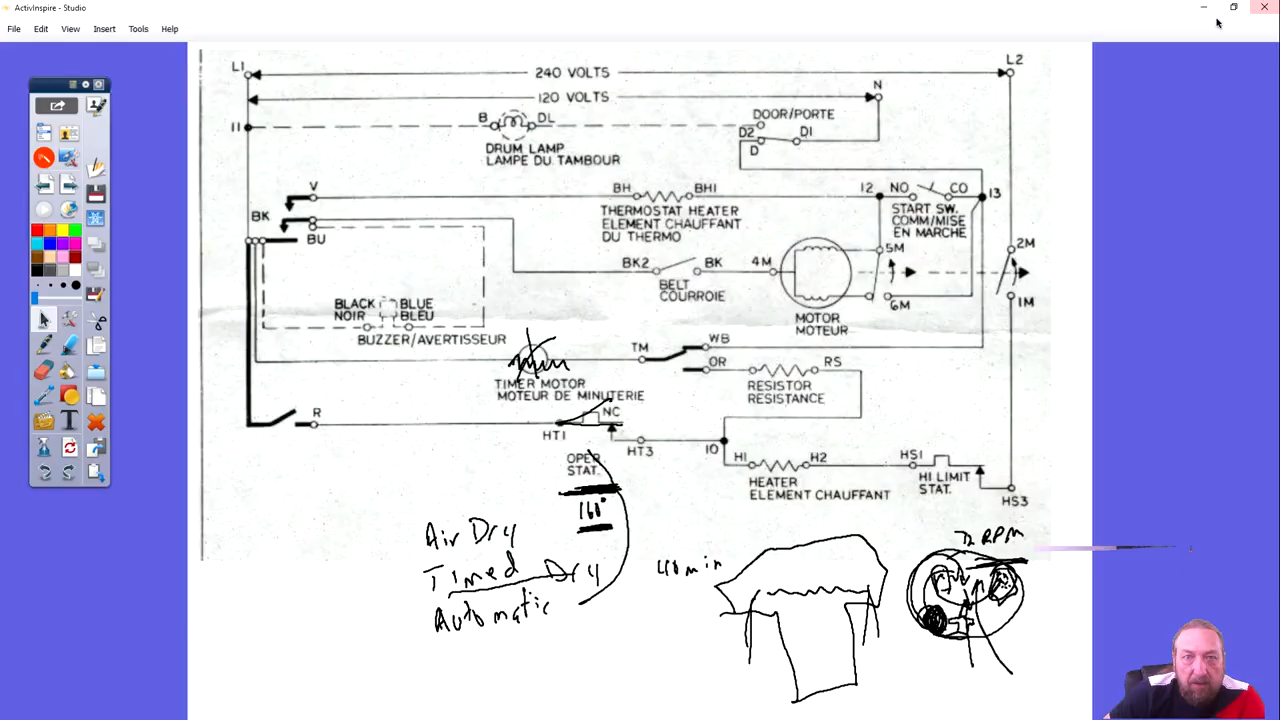 ActivInspire - Studio
File Edit View Insert Tools Help
L1 L2
240 VOLTS
120 VOLTS N
DOOR/PORTE
11 B DL D2 D1
D
DRUM LAMP
LAMPE DU TAMBOUR
V BH BH1 12 NO CO 13
BK THERMOSTAT HEATER START SW.
ELEMENT CHAUFFANT COMM/MISE
DU THERMO EN MARCHE
BU 5M 2M
BK2 BK 4M
BELT
COURROIE
6M 1M
MOTOR
MOTEUR
BLACK BLUE
NOIR BLEU
BUZZER/AVERTISSEUR
TM WB
OR RS
TIMER MOTOR RESISTOR
MOTEUR DE MINUTERIE RESISTANCE
R NC
HT1 HT3 10
OPER
STAT.
H1 H2 HS1
HEATER HI LIMIT
ELEMENT CHAUFFANT STAT.
HS3
160°
Air Dry
Timed Dry
Automatic
40 min
72 RPM
T